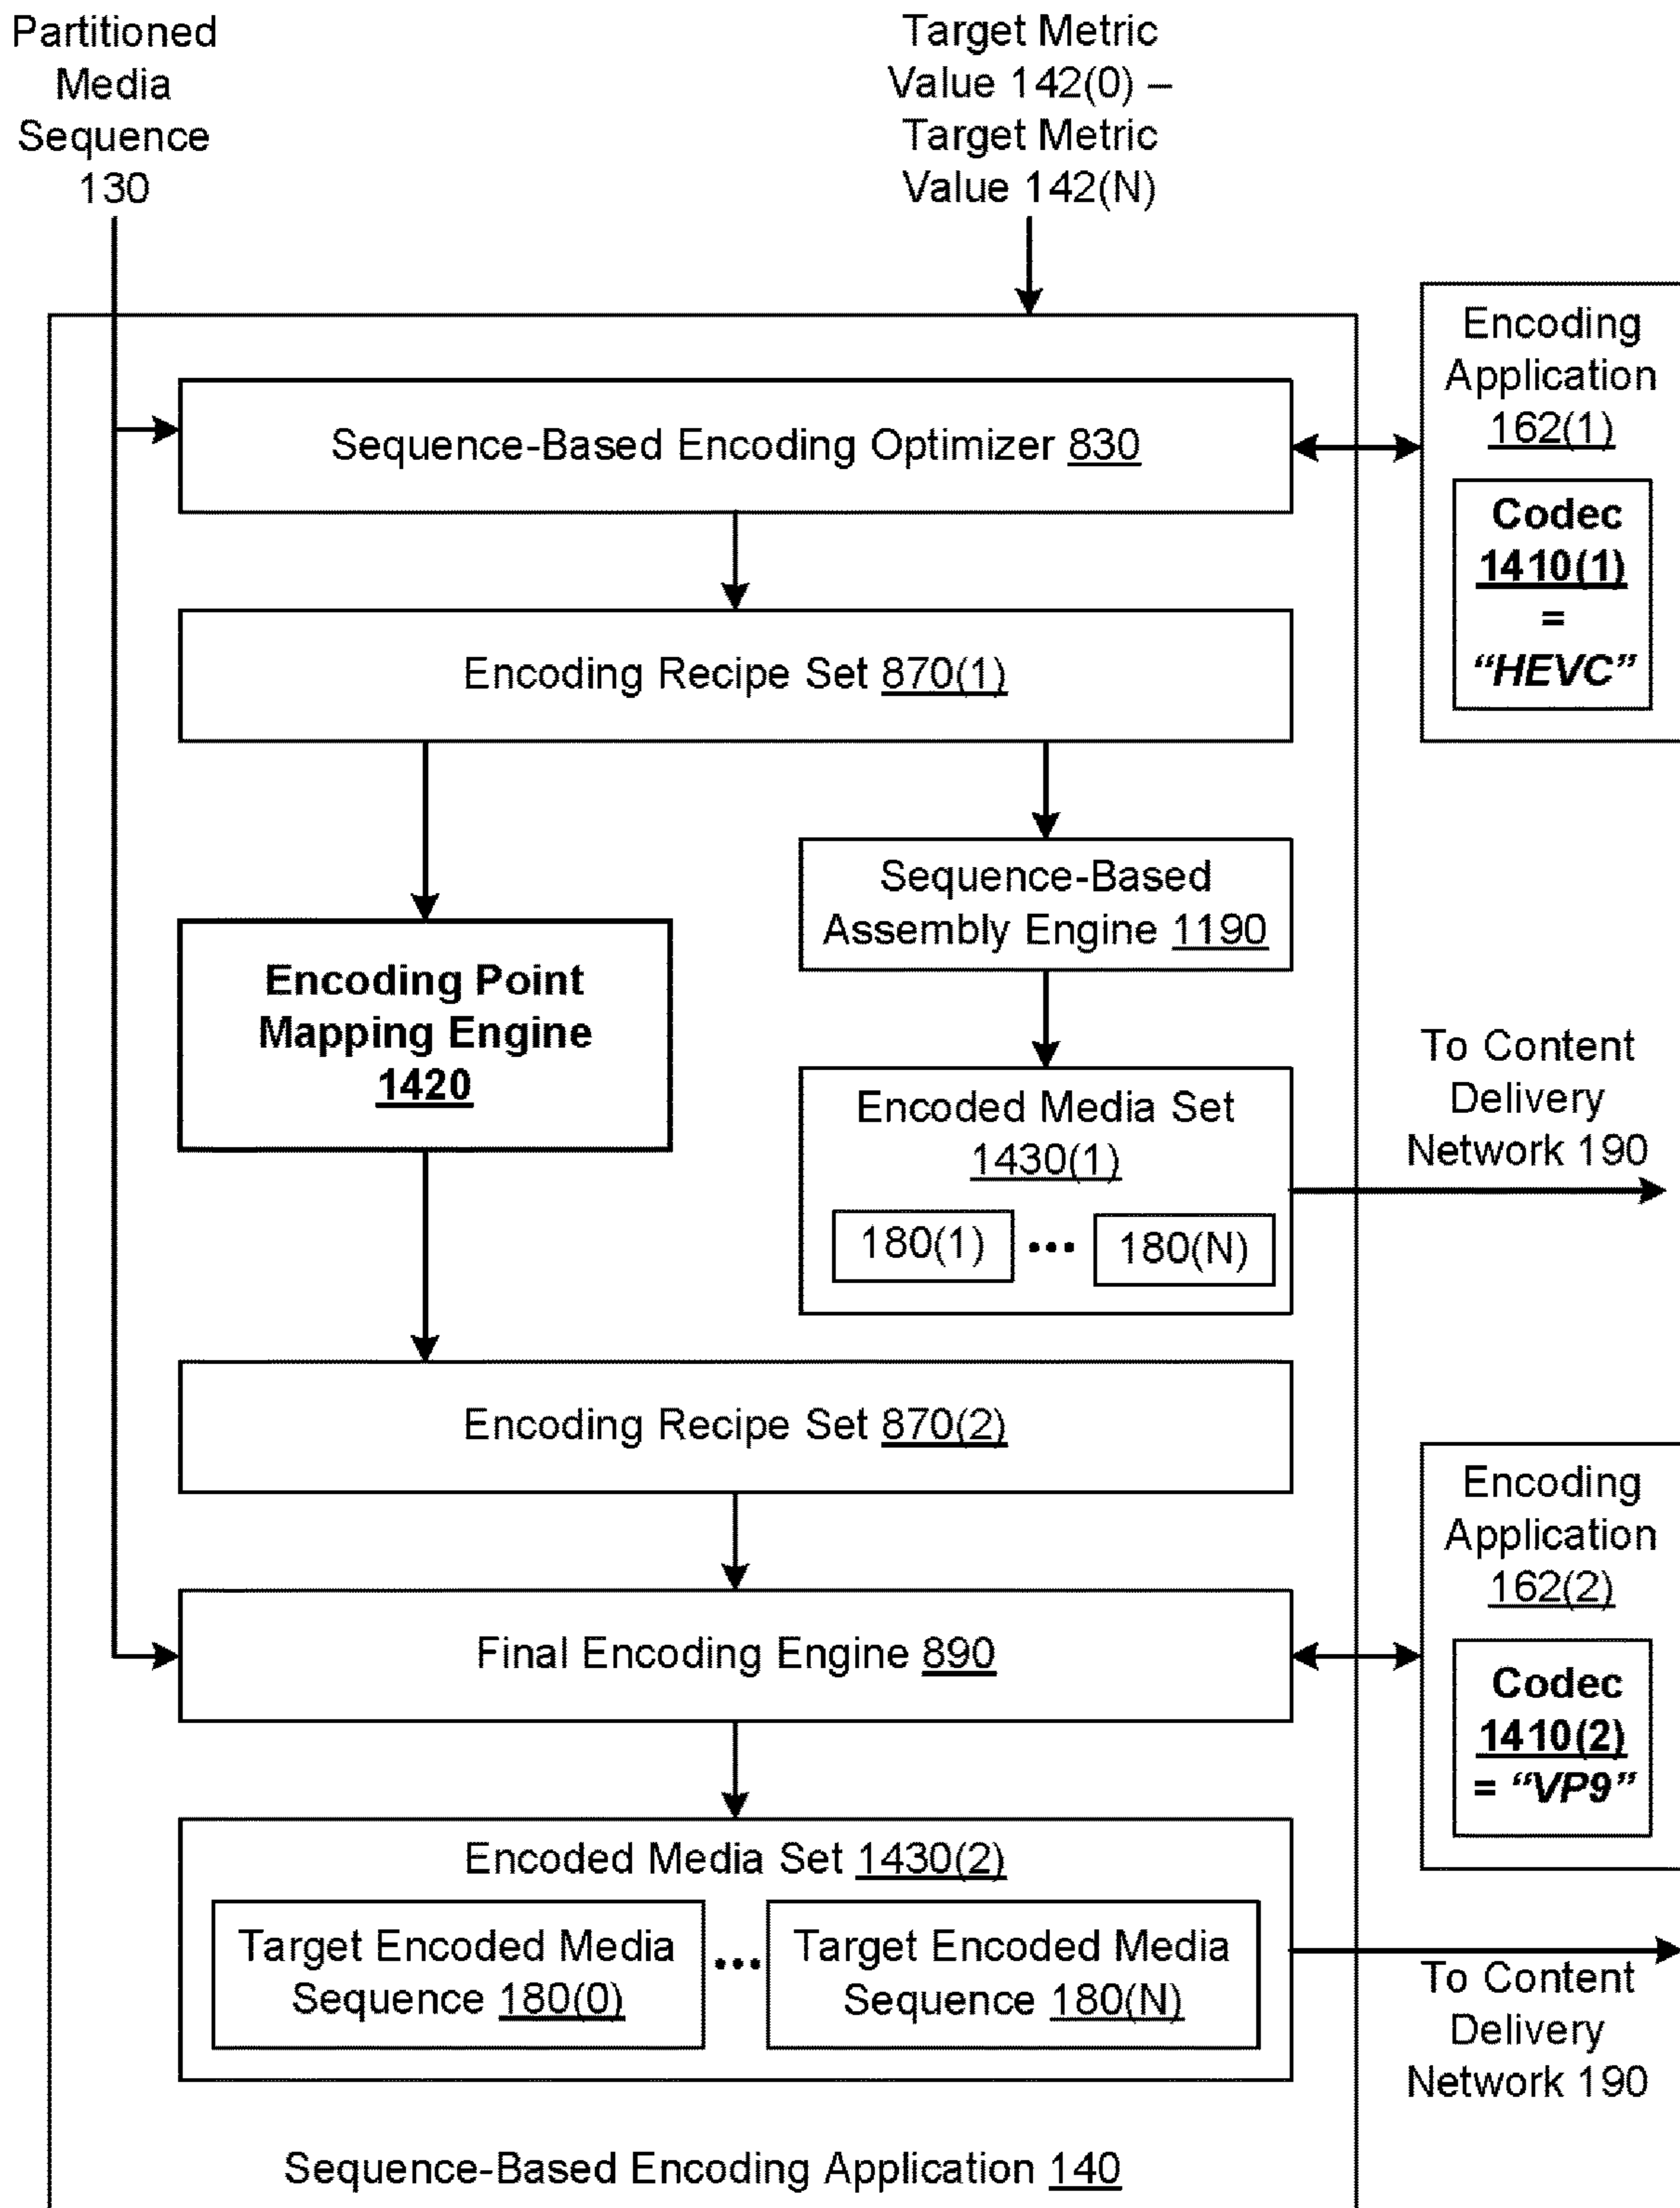 Partitioned
Media
Sequence
130
Target Metric
Value 142(0) –
Target Metric
Value 142(N)
Encoding
Application
162(1)
Codec
1410(1)
=
“HEVC”
Sequence-Based Encoding Optimizer 830
Encoding Recipe Set 870(1)
Sequence-Based
Assembly Engine 1190
Encoding Point
Mapping Engine
1420
Encoded Media Set
1430(1)
180(1) ••• 180(N)
To Content
Delivery
Network 190
Encoding Recipe Set 870(2)
Encoding
Application
162(2)
Codec
1410(2)
= “VP9”
Final Encoding Engine 890
Encoded Media Set 1430(2)
Target Encoded Media
Sequence 180(0)
•••
Target Encoded Media
Sequence 180(N)
To Content
Delivery
Network 190
Sequence-Based Encoding Application 140